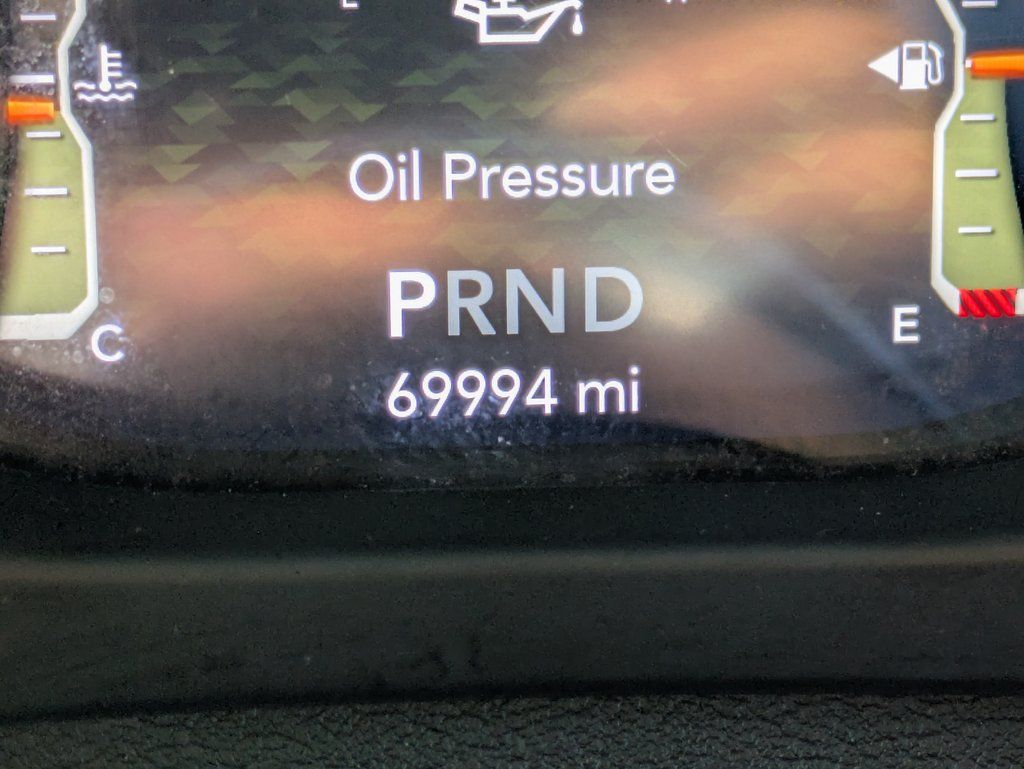 Oil Pressure
PRND
C
E
69994 mi